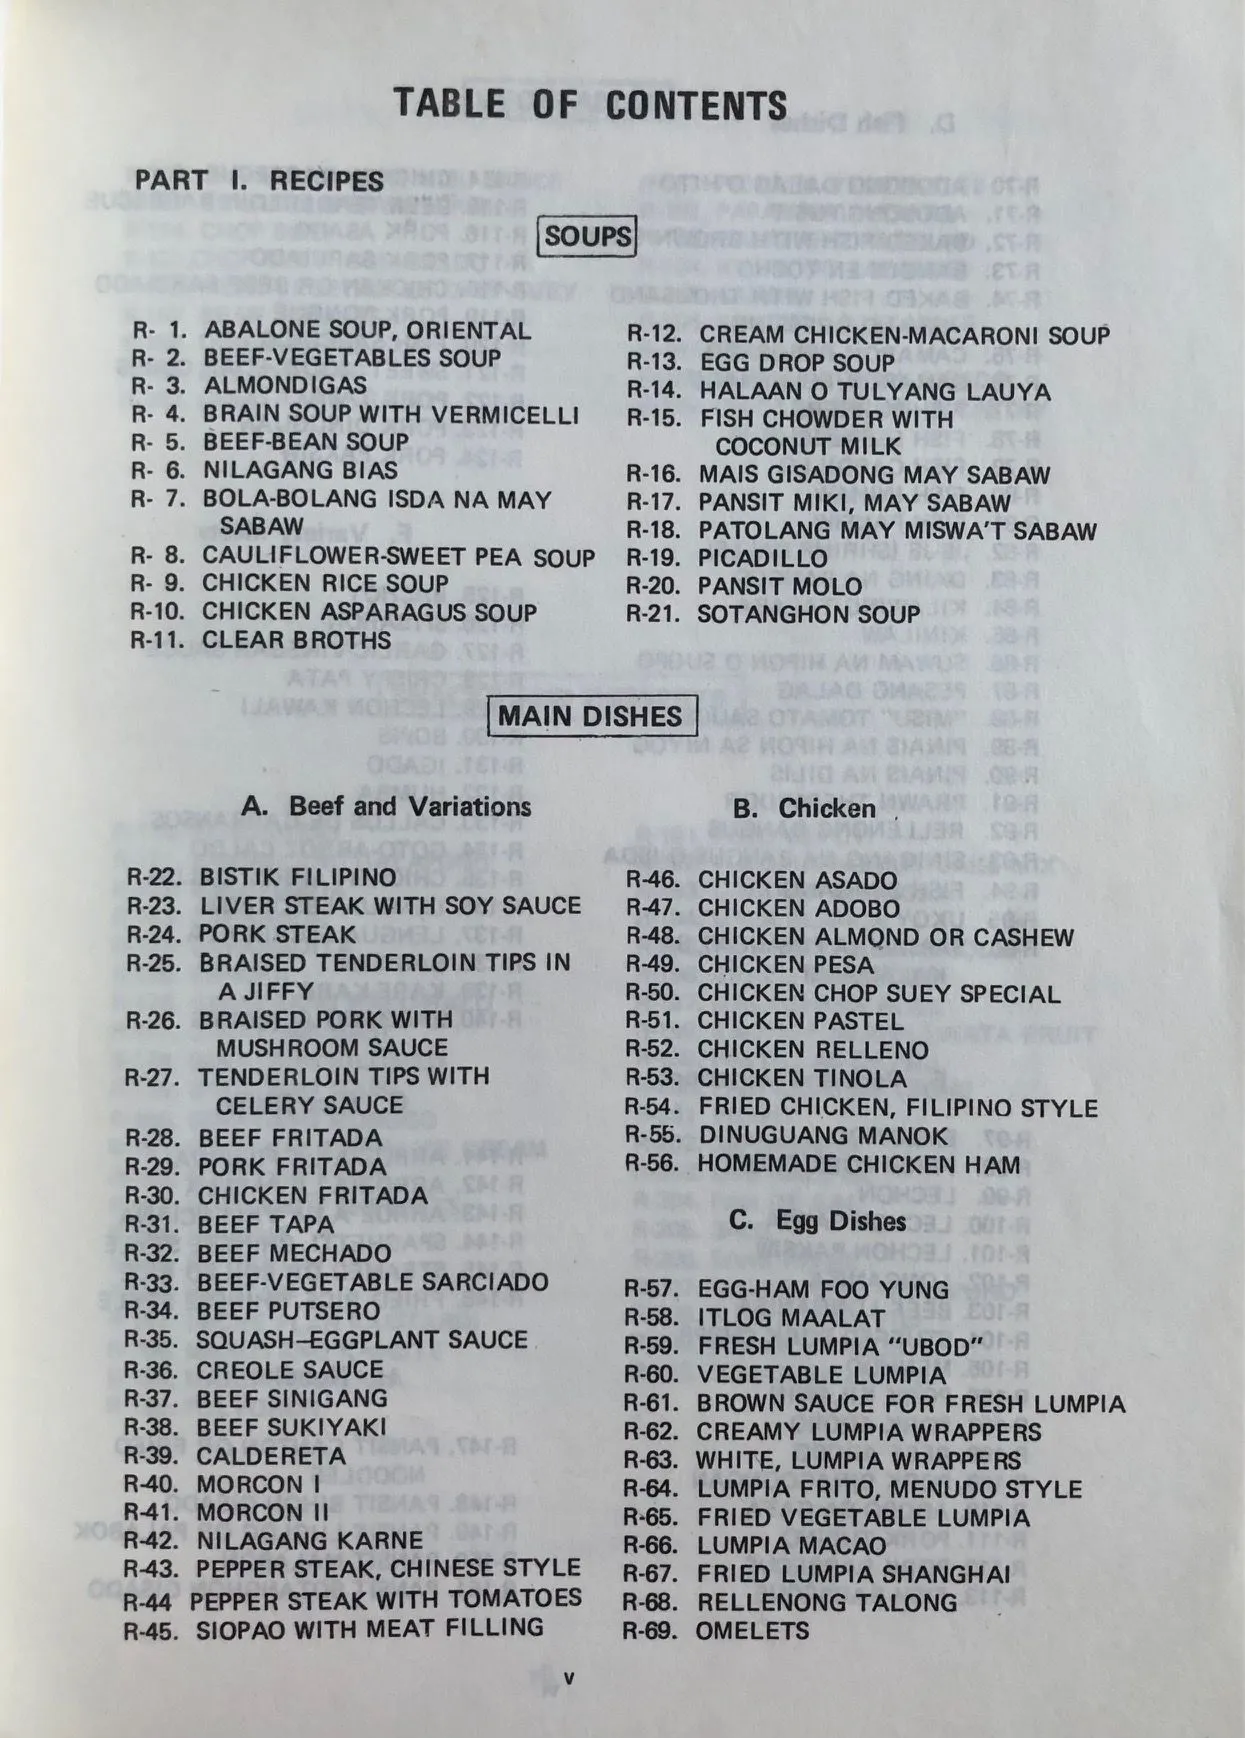 TABLE OF CONTENTS
PART I. RECIPES
SOUPS
R- 1. ABALONE SOUP, ORIENTAL
R- 2. BEEF-VEGETABLES SOUP
R- 3. ALMONDIGAS
R- 4. BRAIN SOUP WITH VERMICELLI
R- 5. BEEF-BEAN SOUP
R- 6. NILAGANG BIAS
R- 7. BOLA-BOLANG ISDA NA MAY
SABAW
R- 8. CAULIFLOWER-SWEET PEA SOUP
R- 9. CHICKEN RICE SOUP
R-10. CHICKEN ASPARAGUS SOUP
R-11. CLEAR BROTHS
R-12. CREAM CHICKEN-MACARONI SOUP
R-13. EGG DROP SOUP
R-14. HALAAN O TULYANG LAUYA
R-15. FISH CHOWDER WITH
COCONUT MILK
R-16. MAIS GISADONG MAY SABAW
R-17. PANSIT MIKI, MAY SABAW
R-18. PATOLANG MAY MISWA'T SABAW
R-19. PICADILLO
R-20. PANSIT MOLO
R-21. SOTANGHON SOUP
MAIN DISHES
A. Beef and Variations
R-22. BISTIK FILIPINO
R-23. LIVER STEAK WITH SOY SAUCE
R-24. PORK STEAK
R-25. BRAISED TENDERLOIN TIPS IN
A JIFFY
R-26. BRAISED PORK WITH
MUSHROOM SAUCE
R-27. TENDERLOIN TIPS WITH
CELERY SAUCE
R-28. BEEF FRITADA
R-29. PORK FRITADA
R-30. CHICKEN FRITADA
R-31. BEEF TAPA
R-32. BEEF MECHADO
R-33. BEEF-VEGETABLE SARCIADO
R-34. BEEF PUTSERO
R-35. SQUASH-EGGPLANT SAUCE
R-36. CREOLE SAUCE
R-37. BEEF SINIGANG
R-38. BEEF SUKIYAKI
R-39. CALDERETA
R-40. MORCON I
R-41. MORCON II
R-42. NILAGANG KARNE
R-43. PEPPER STEAK, CHINESE STYLE
R-44 PEPPER STEAK WITH TOMATOES
R-45. SIOPAO WITH MEAT FILLING
B. Chicken
R-46. CHICKEN ASADO
R-47. CHICKEN ADOBO
R-48. CHICKEN ALMOND OR CASHEW
R-49. CHICKEN PESA
R-50. CHICKEN CHOP SUEY SPECIAL
R-51. CHICKEN PASTEL
R-52. CHICKEN RELLENO
R-53. CHICKEN TINOLA
R-54. FRIED CHICKEN, FILIPINO STYLE
R-55. DINUGUANG MANOK
R-56. HOMEMADE CHICKEN HAM
C. Egg Dishes
R-57. EGG-HAM FOO YUNG
R-58. ITLOG MAALAT
R-59. FRESH LUMPIA "UBOD"
R-60. VEGETABLE LUMPIA
R-61. BROWN SAUCE FOR FRESH LUMPIA
R-62. CREAMY LUMPIA WRAPPERS
R-63. WHITE, LUMPIA WRAPPERS
R-64. LUMPIA FRITO, MENUDO STYLE
R-65. FRIED VEGETABLE LUMPIA
R-66. LUMPIA MACAO
R-67. FRIED LUMPIA SHANGHAI
R-68. RELLENONG TALONG
R-69. OMELETS
v